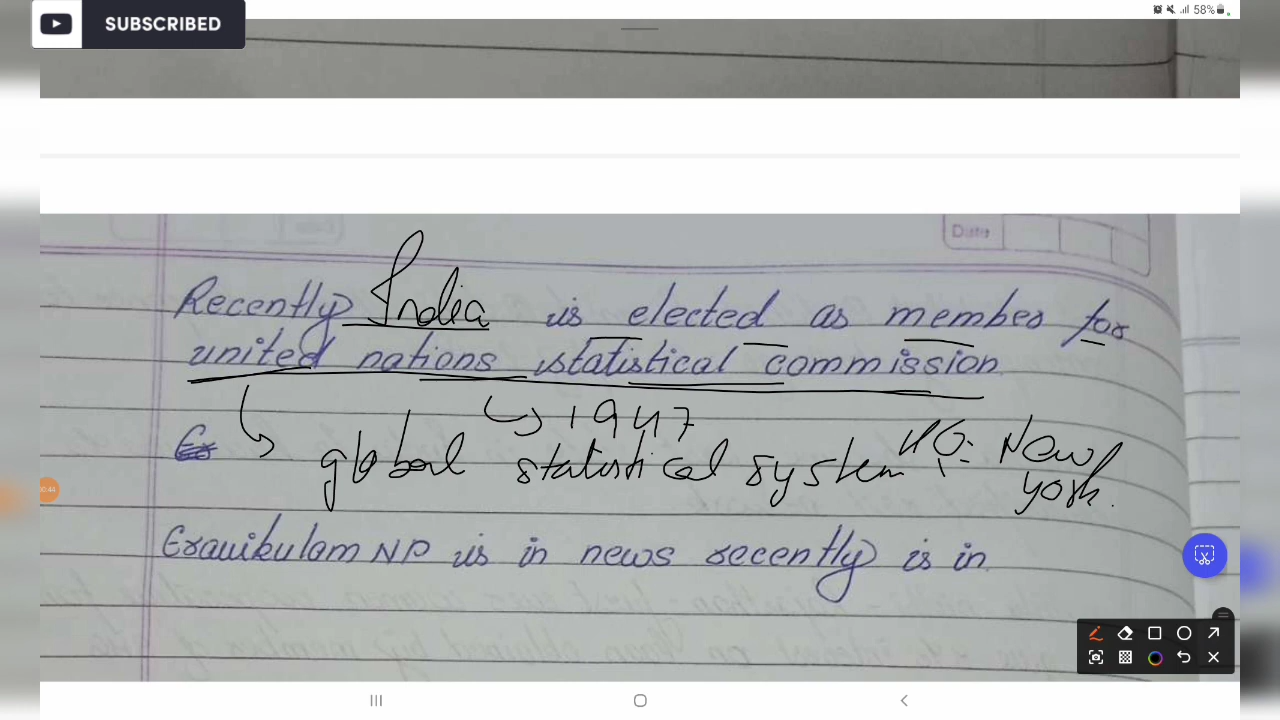 SUBSCRIBED
58%
Date
Recently India is elected as member for
united nations statistical commission
↳ 1947
↳ global statistical system HQ: New
York.
Eravikulam NP is in news recently is in